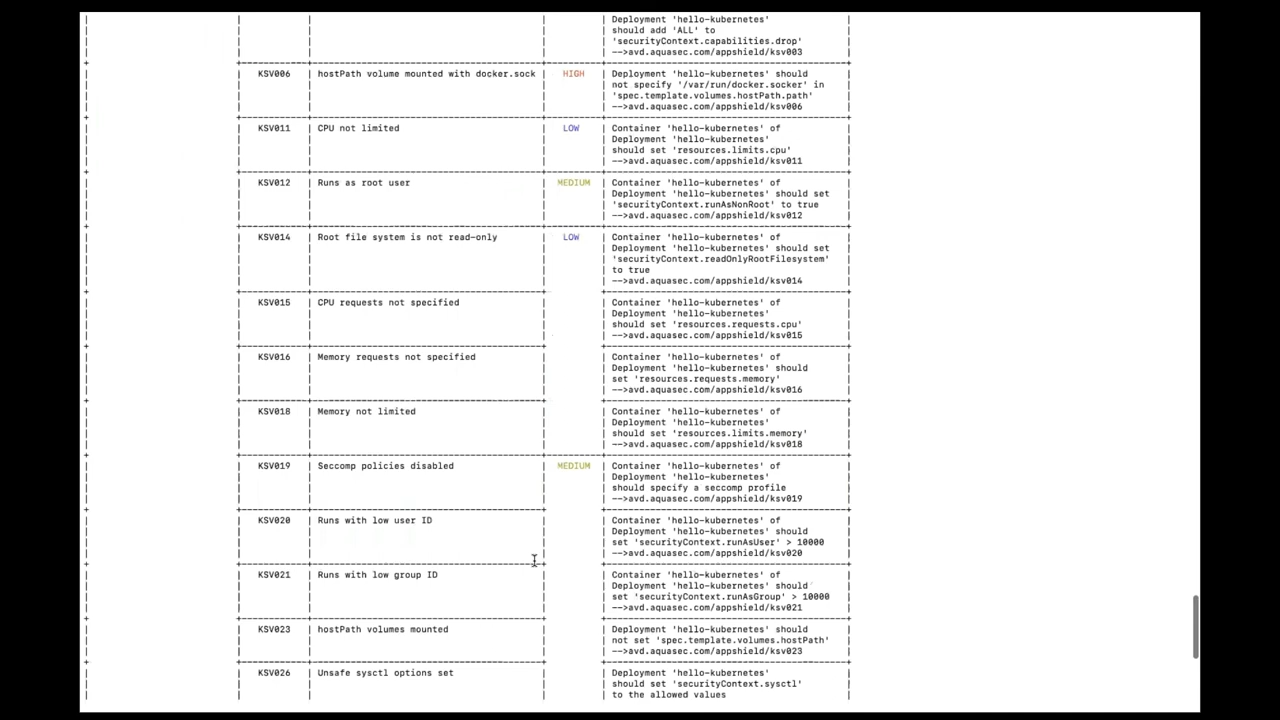 Deployment 'hello-kubernetes'
should add 'ALL' to
'securityContext.capabilities.drop'
-->avd.aquasec.com/appshield/ksv003
KSV006 hostPath volume mounted with docker.sock HIGH Deployment 'hello-kubernetes' should
not specify '/var/run/docker.socker' in
'spec.template.volumes.hostPath.path'
-->avd.aquasec.com/appshield/ksv006
KSV011 CPU not limited LOW Container 'hello-kubernetes' of
Deployment 'hello-kubernetes'
should set 'resources.limits.cpu'
-->avd.aquasec.com/appshield/ksv011
KSV012 Runs as root user MEDIUM Container 'hello-kubernetes' of
Deployment 'hello-kubernetes' should set
'securityContext.runAsNonRoot' to true
-->avd.aquasec.com/appshield/ksv012
KSV014 Root file system is not read-only LOW Container 'hello-kubernetes' of
Deployment 'hello-kubernetes' should set
'securityContext.readOnlyRootFilesystem'
to true
-->avd.aquasec.com/appshield/ksv014
KSV015 CPU requests not specified Container 'hello-kubernetes' of
Deployment 'hello-kubernetes'
should set 'resources.requests.cpu'
-->avd.aquasec.com/appshield/ksv015
KSV016 Memory requests not specified Container 'hello-kubernetes' of
Deployment 'hello-kubernetes' should
set 'resources.requests.memory'
-->avd.aquasec.com/appshield/ksv016
KSV018 Memory not limited Container 'hello-kubernetes' of
Deployment 'hello-kubernetes'
should set 'resources.limits.memory'
-->avd.aquasec.com/appshield/ksv018
KSV019 Seccomp policies disabled MEDIUM Container 'hello-kubernetes' of
Deployment 'hello-kubernetes'
should specify a seccomp profile
-->avd.aquasec.com/appshield/ksv019
KSV020 Runs with low user ID Container 'hello-kubernetes' of
Deployment 'hello-kubernetes' should
set 'securityContext.runAsUser' > 10000
-->avd.aquasec.com/appshield/ksv020
KSV021 Runs with low group ID Container 'hello-kubernetes' of
Deployment 'hello-kubernetes' should
set 'securityContext.runAsGroup' > 10000
-->avd.aquasec.com/appshield/ksv021
KSV023 hostPath volumes mounted Deployment 'hello-kubernetes' should
not set 'spec.template.volumes.hostPath'
-->avd.aquasec.com/appshield/ksv023
KSV026 Unsafe sysctl options set Deployment 'hello-kubernetes'
should set 'securityContext.sysctl'
to the allowed values